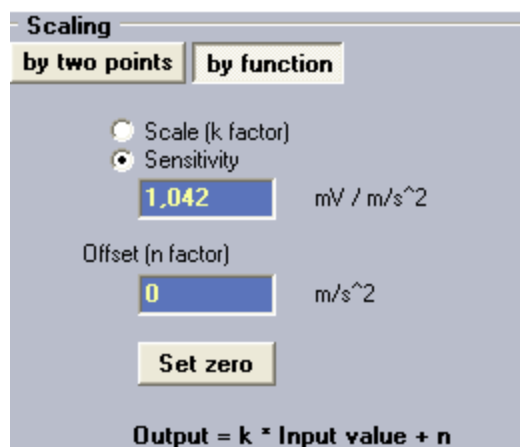 Scaling
by two points by function
Scale (k factor)
Sensitivity
1,042 mV / m/s^2
Offset (n factor)
0 m/s^2
Set zero
Output = k * Input value + n